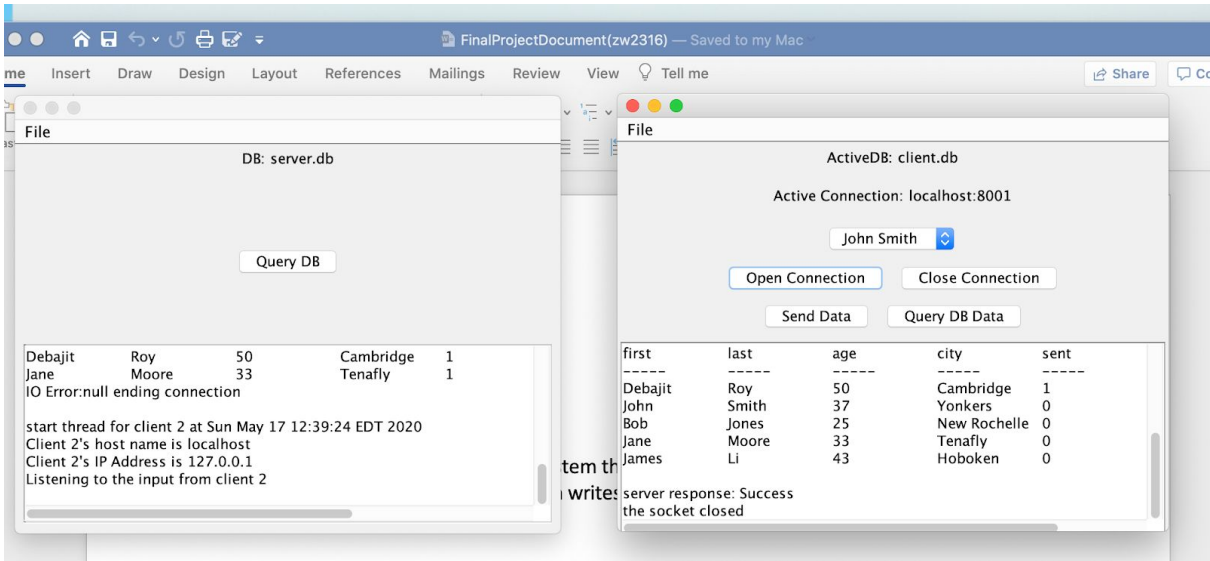 FinalProjectDocument(zw2316) — Saved to my Mac
me Insert Draw Design Layout References Mailings Review View Tell me Share
File
DB: server.db
Query DB
Debajit Roy 50 Cambridge 1
Jane Moore 33 Tenafly 1
IO Error:null ending connection
start thread for client 2 at Sun May 17 12:39:24 EDT 2020
Client 2's host name is localhost
Client 2's IP Address is 127.0.0.1
Listening to the input from client 2
tem th
writes
File
ActiveDB: client.db
Active Connection: localhost:8001
John Smith
Open Connection Close Connection
Send Data Query DB Data
first last age city sent
----- ----- ----- ----- -----
Debajit Roy 50 Cambridge 1
John Smith 37 Yonkers 0
Bob Jones 25 New Rochelle 0
Jane Moore 33 Tenafly 0
James Li 43 Hoboken 0
server response: Success
the socket closed